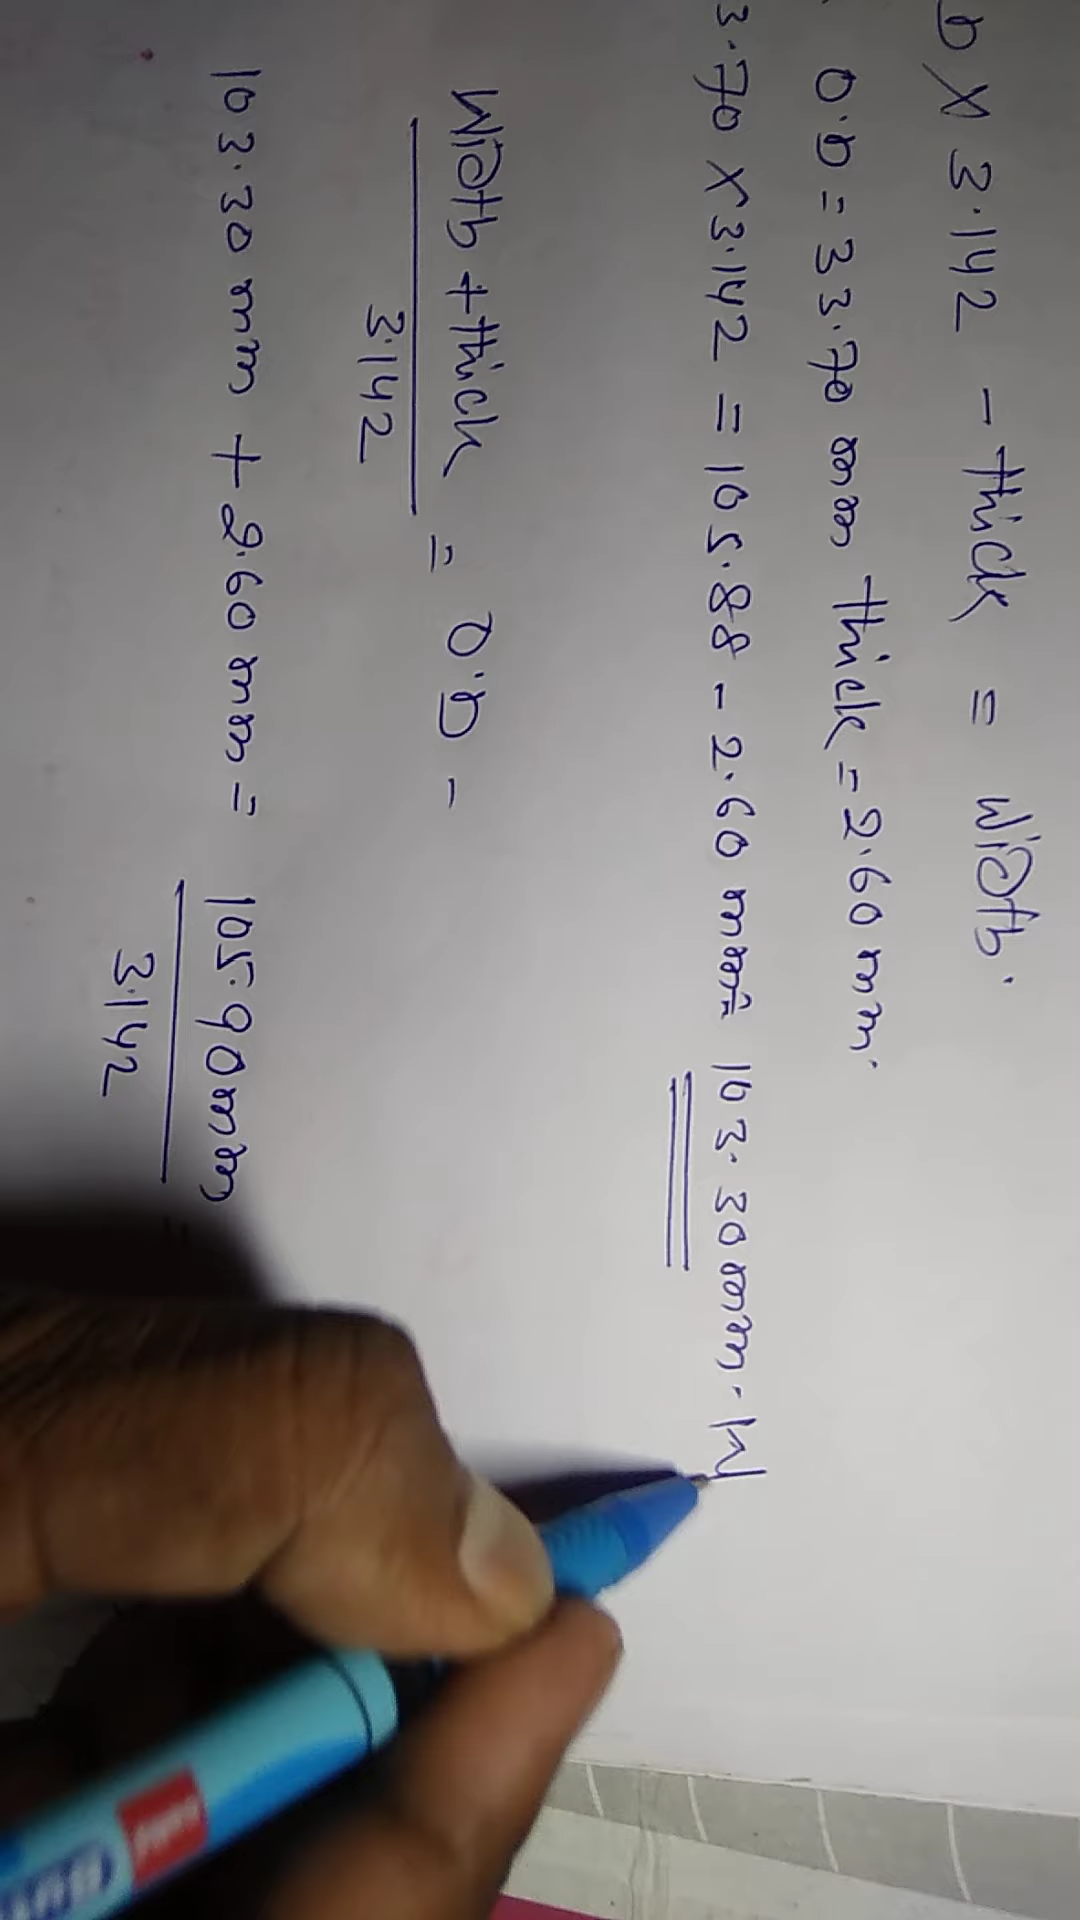 D X 3.142 - thick = width.
O.D = 33.70 mm thick = 2.60 mm.
3.70 X 3.142 = 105.88 - 2.60 mm = 103.30 mm. W
width + thick = O.D -
3.142
103.30 mm + 2.60 mm = 105.90 mm =
3.142